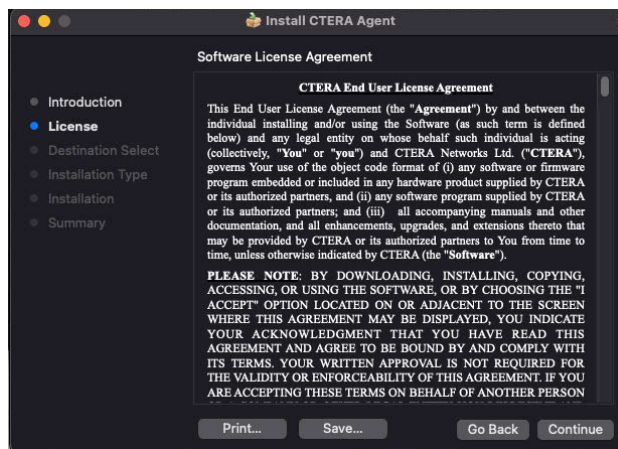 Install CTERA Agent
Software License Agreement
Introduction
License
Destination Select
Installation Type
Installation
Summary
CTERA End User License Agreement
This End User License Agreement (the "Agreement") by and between the
individual installing and/or using the Software (as such term is defined
below) and any legal entity on whose behalf such individual is acting
(collectively, "You" or "you") and CTERA Networks Ltd. ("CTERA"),
governs Your use of the object code format of (i) any software or firmware
program embedded or included in any hardware product supplied by CTERA
or its authorized partners, and (ii) any software program supplied by CTERA
or its authorized partners; and (iii) all accompanying manuals and other
documentation, and all enhancements, upgrades, and extensions thereto that
may be provided by CTERA or its authorized partners to You from time to
time, unless otherwise indicated by CTERA (the "Software").
PLEASE NOTE: BY DOWNLOADING, INSTALLING, COPYING,
ACCESSING, OR USING THE SOFTWARE, OR BY CHOOSING THE "I
ACCEPT" OPTION LOCATED ON OR ADJACENT TO THE SCREEN
WHERE THIS AGREEMENT MAY BE DISPLAYED, YOU INDICATE
YOUR ACKNOWLEDGMENT THAT YOU HAVE READ THIS
AGREEMENT AND AGREE TO BE BOUND BY AND COMPLY WITH
ITS TERMS. YOUR WRITTEN APPROVAL IS NOT REQUIRED FOR
THE VALIDITY OR ENFORCEABILITY OF THIS AGREEMENT. IF YOU
ARE ACCEPTING THESE TERMS ON BEHALF OF ANOTHER PERSON
Print...
Save...
Go Back
Continue